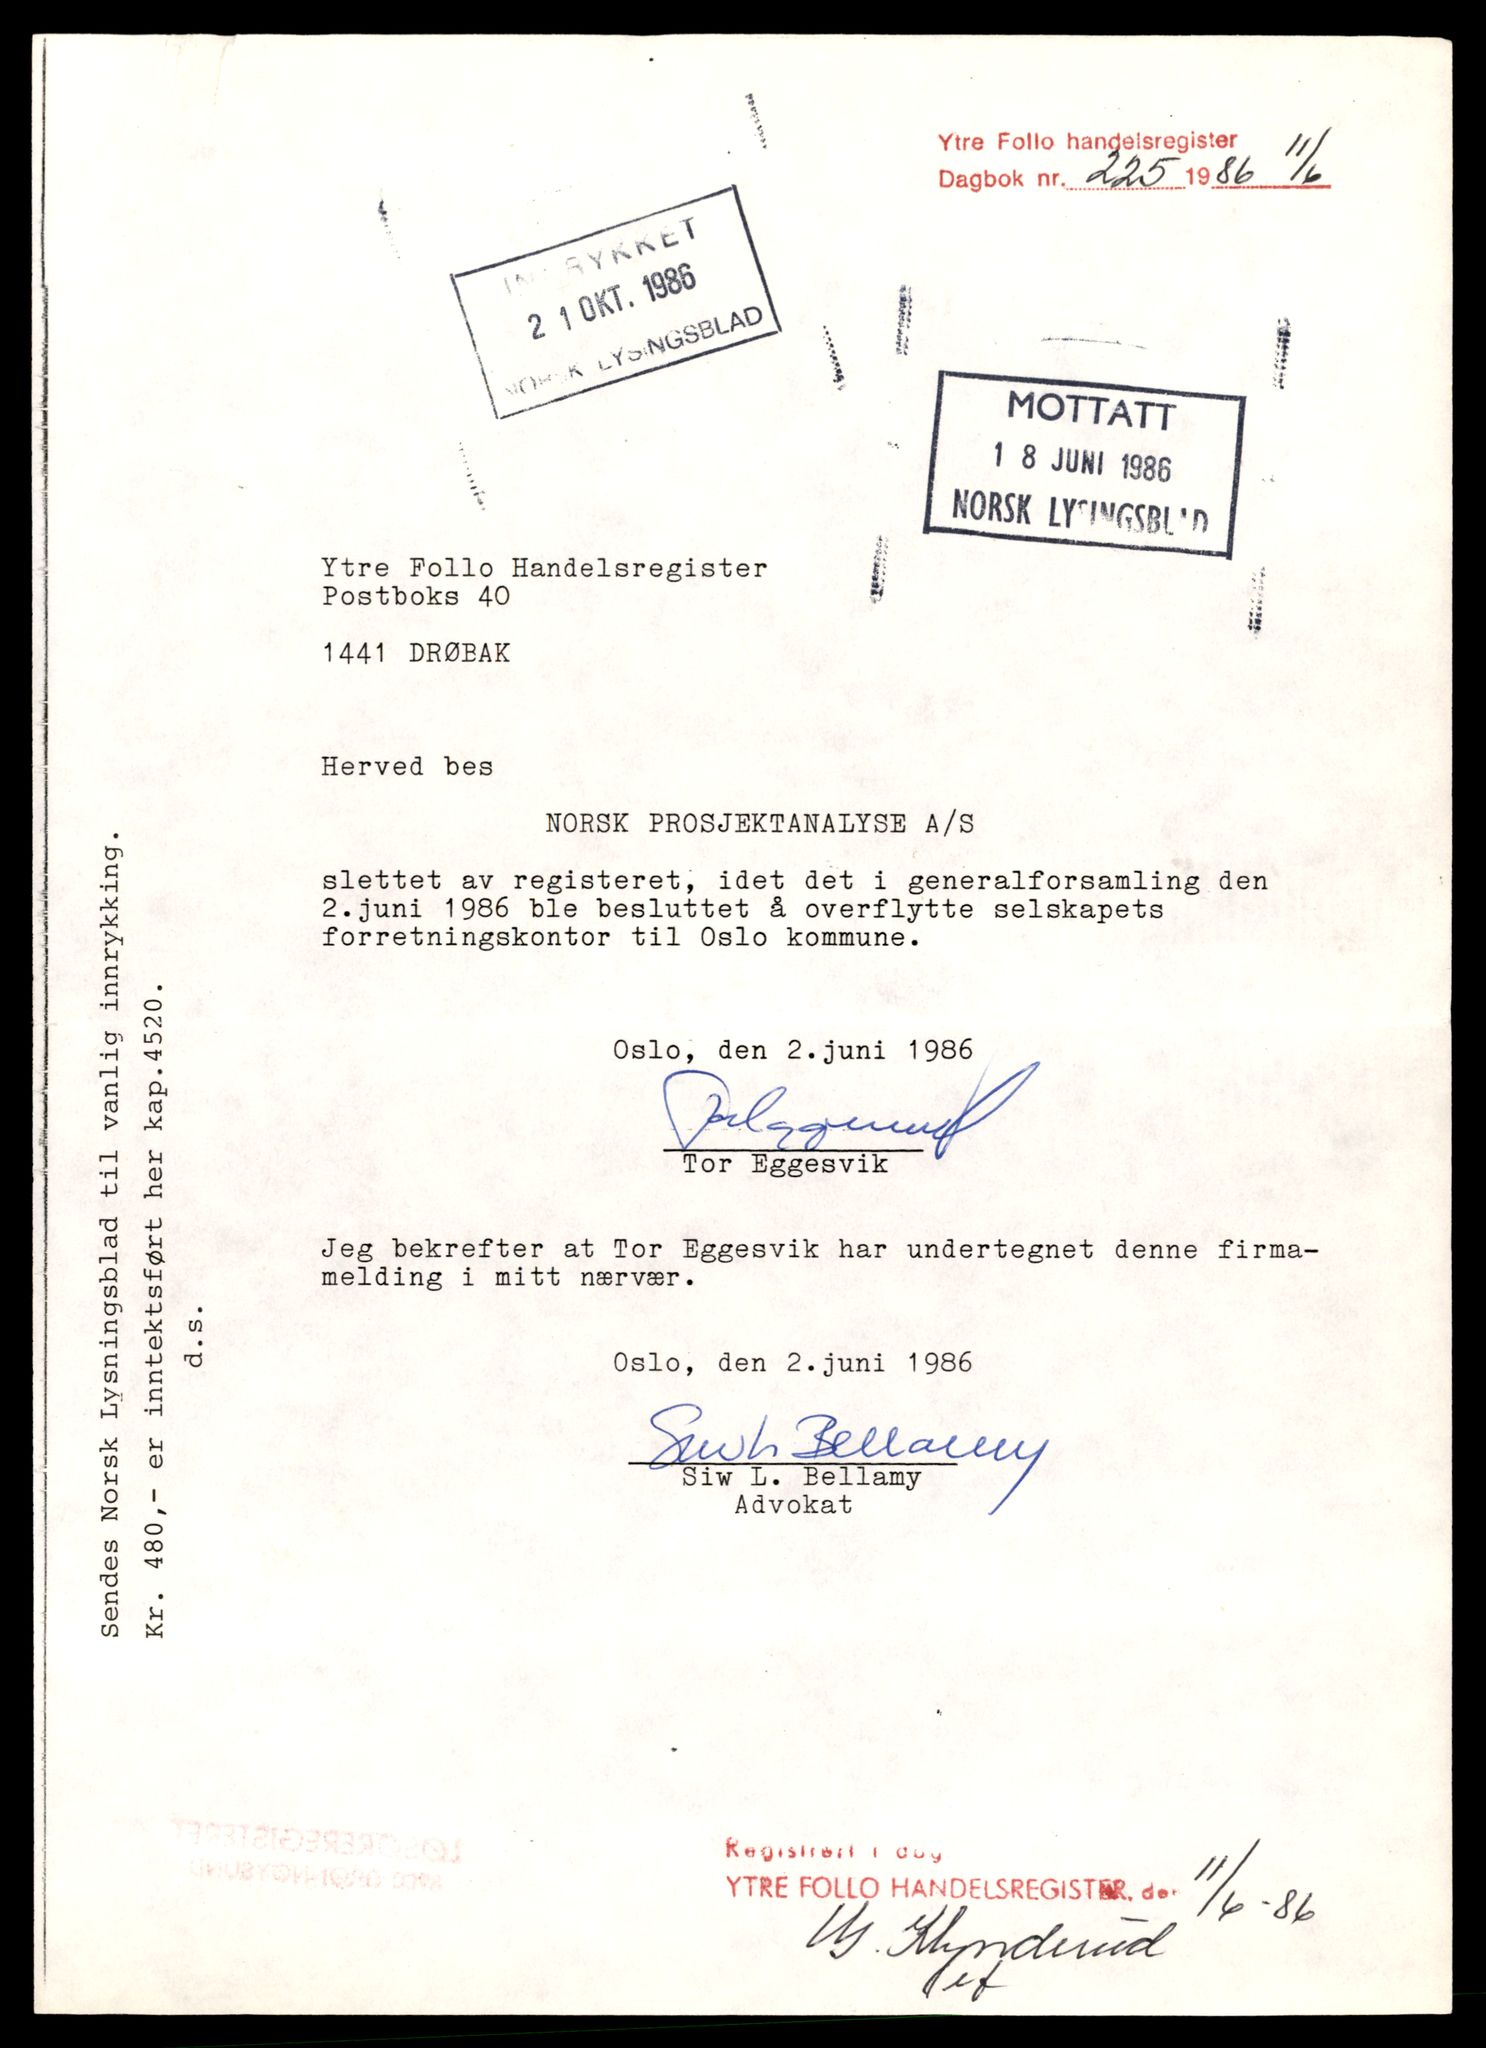 Ytre Follo handelsregister
Dagbok nr. 225 1986 11/6
INNRYKKET
21 OKT. 1986
NORSK LYSINGSBLAD
MOTTATT
18 JUNI 1986
NORSK LYSINGSBLAD
Ytre Follo Handelsregister
Postboks 40
1441 DRØBAK
Herved bes
NORSK PROSJEKTANALYSE A/S
slettet av registeret, idet det i generalforsamling den
2.juni 1986 ble besluttet å overflytte selskapets
forretningskontor til Oslo kommune.
Oslo, den 2.juni 1986
Tor Eggesvik
Jeg bekrefter at Tor Eggesvik har undertegnet denne firma-
melding i mitt nærvær.
Oslo, den 2.juni 1986
Siw L. Bellamy
Siw L. Bellamy
Advokat
Sendes Norsk Lysningsblad til vanlig innrykking.
Kr. 480,- er inntektsført her kap.4520.
d.s.
LØSØREREGISTERET
Registrert i dag
YTRE FOLLO HANDELSREGISTER, den 11/6-86